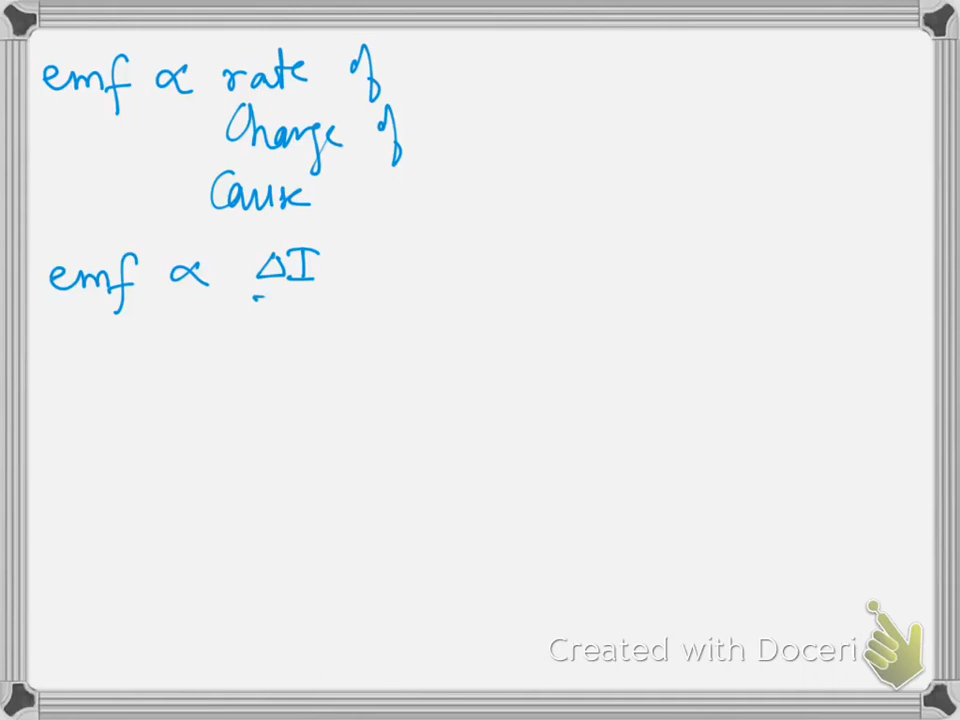 emf ∝ rate of
Change of
Cause
emf ∝ ΔI
Created with Doceri